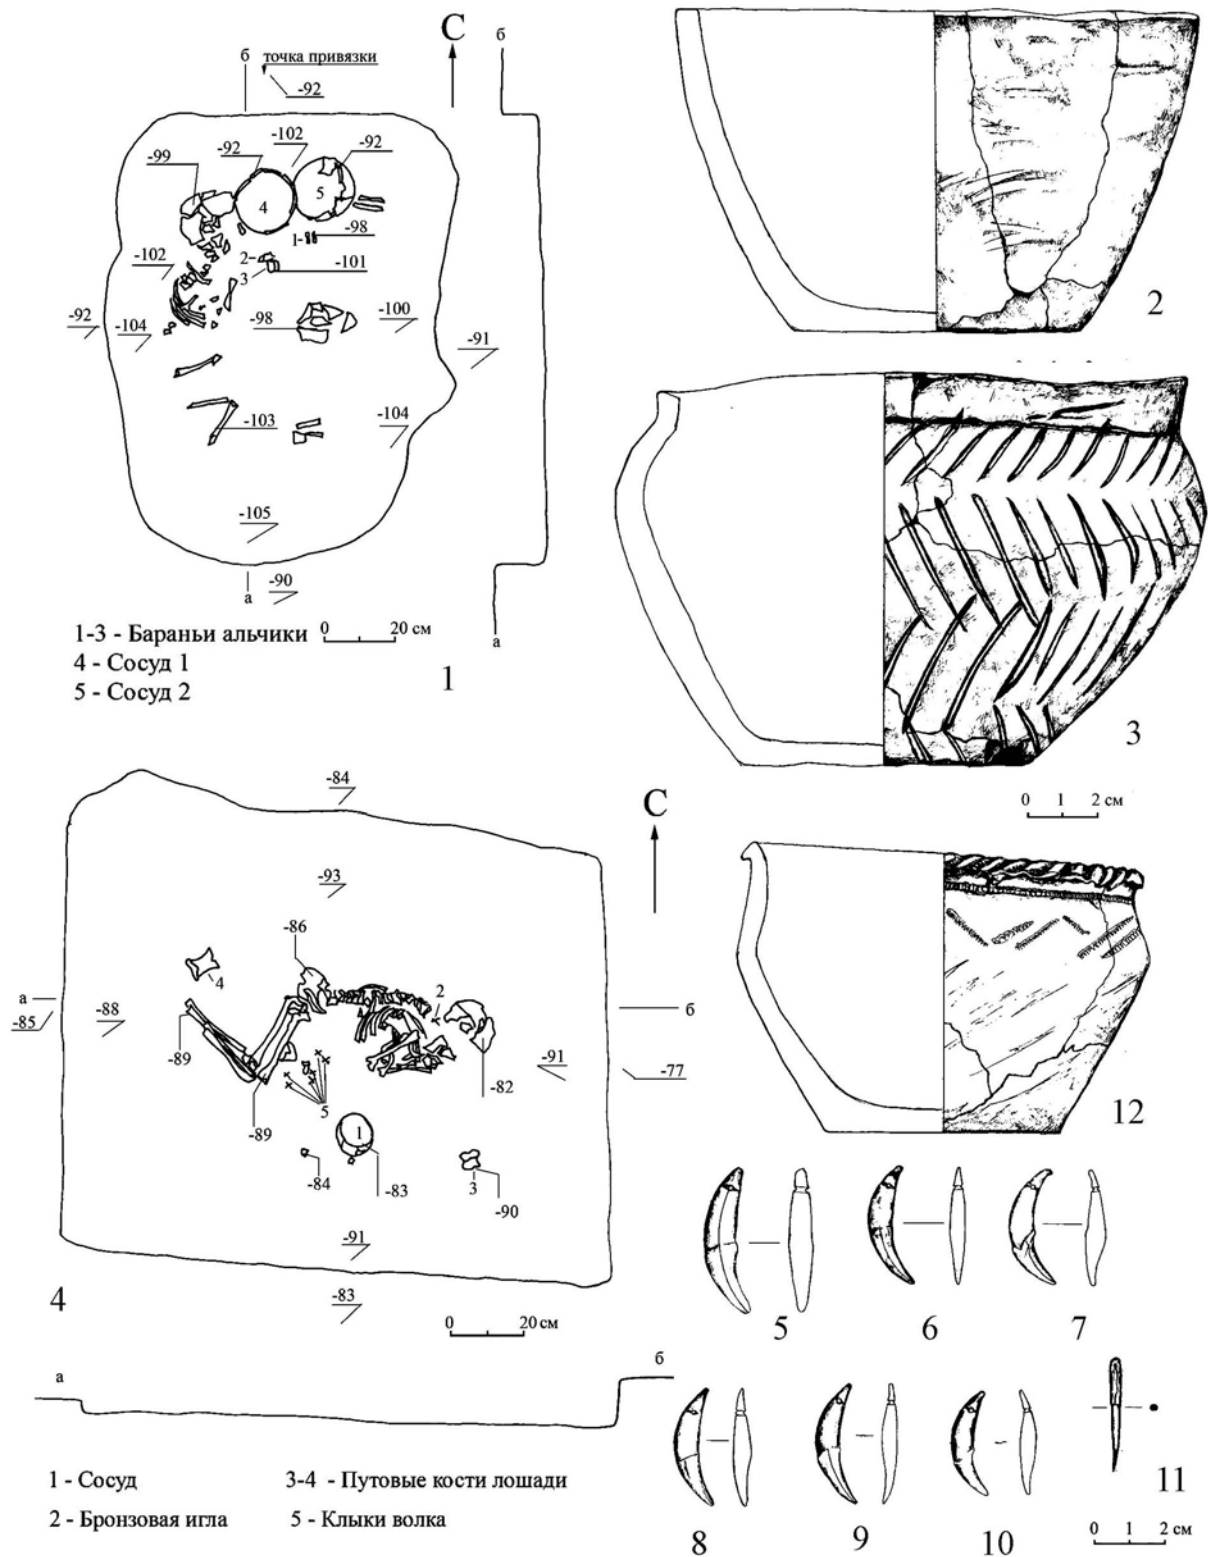 С
б
б
точка привязки
-92
-102
-92
-92
-99
5
4
1
-98
2
-102
3
-101
-92
-104
-98
-100
-91
-103
-104
-105
-90
а
а
1-3 - Бараньи альчики
0 20 см
4 - Сосуд 1
5 - Сосуд 2
1
2
3
0 1 2 см
-84
С
-93
-86
4
2
а
б
-85
-88
-91
-77
-89
-82
5
-89
1
-84
-83
3
-90
-91
4
-83
0 20 см
12
5
6
7
а
б
8
9
10
11
0 1 2 см
1 - Сосуд
3-4 - Путовые кости лошади
2 - Бронзовая игла
5 - Клыки волка